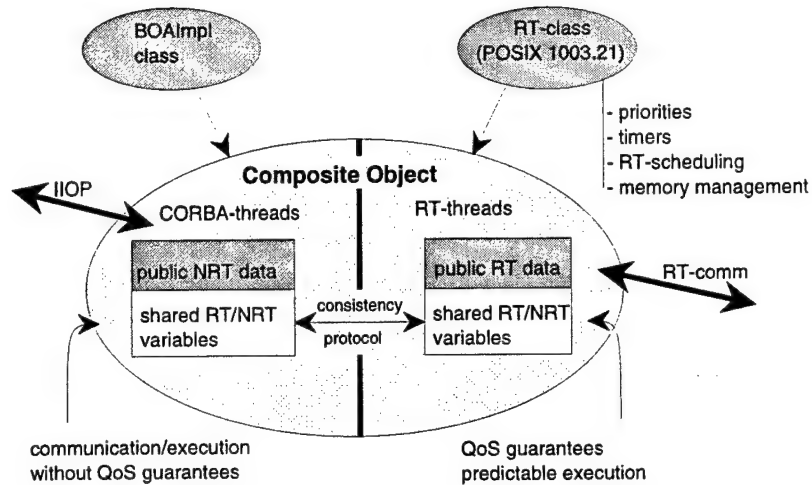 BOAImpl
class
RT-class
(POSIX 1003.21)
- priorities
- timers
- RT-scheduling
- memory management
Composite Object
IIOP
CORBA-threads
RT-threads
public NRT data
public RT data
RT-comm
shared RT/NRT
variables
consistency
protocol
shared RT/NRT
variables
communication/execution
without QoS guarantees
QoS guarantees
predictable execution